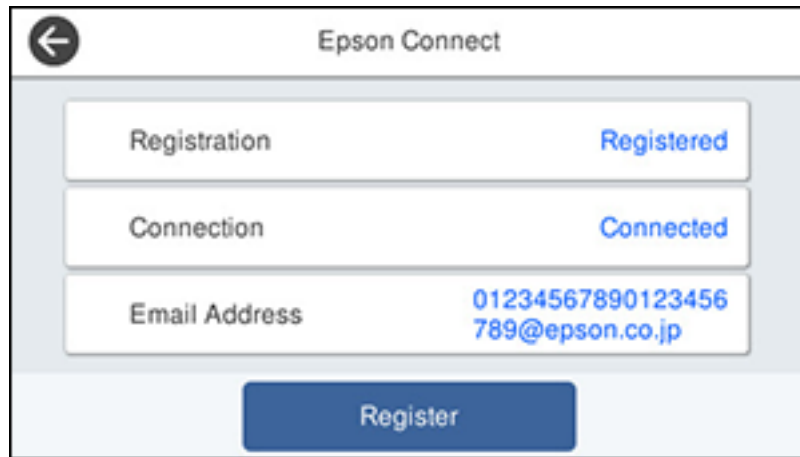 Epson Connect
Registration Registered
Connection Connected
Email Address 01234567890123456
789@epson.co.jp
Register